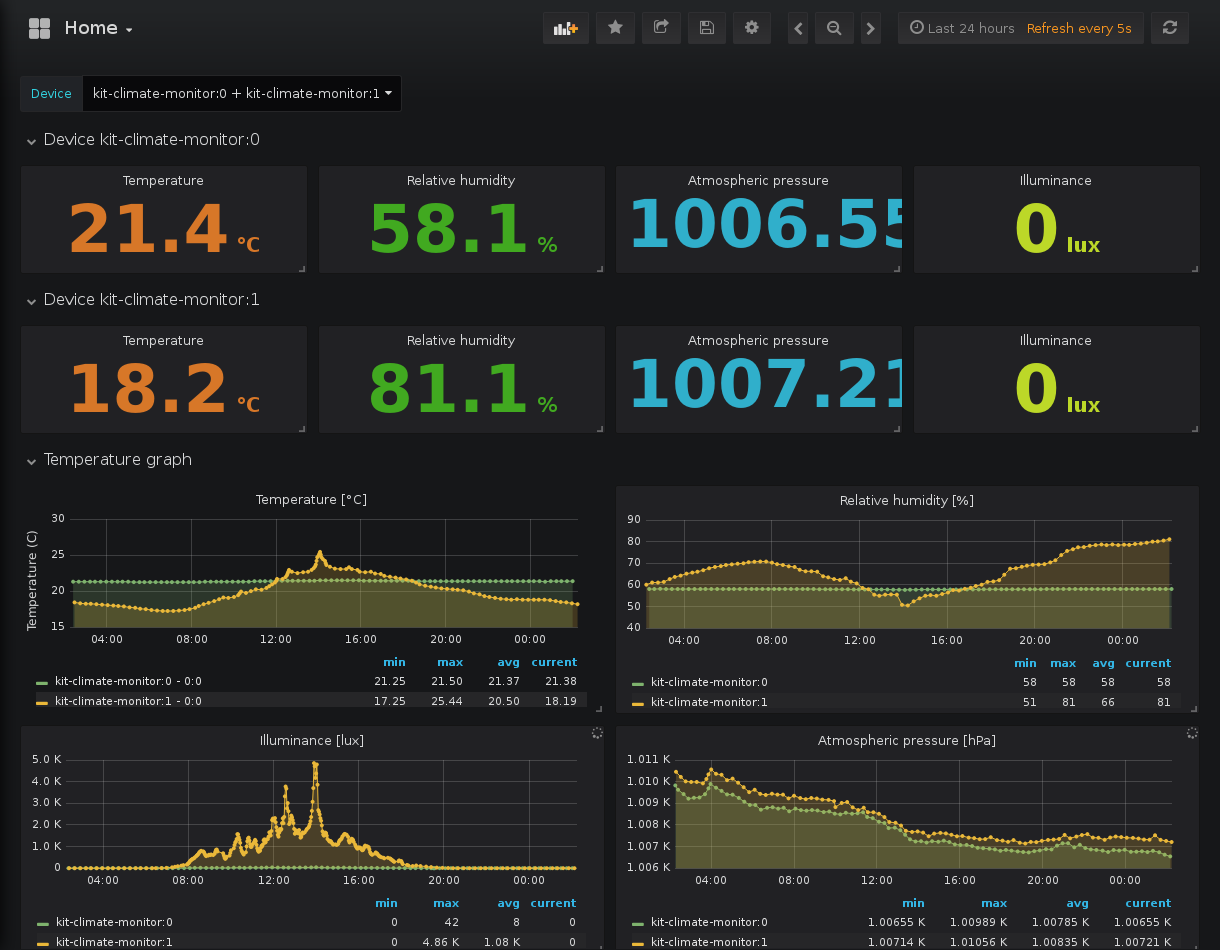 Home
Last 24 hours Refresh every 5s
Device kit-climate-monitor:0 + kit-climate-monitor:1
Device kit-climate-monitor:0
Temperature Relative humidity Atmospheric pressure Illuminance
21.4 °C 58.1 % 1006.55 0 lux
Device kit-climate-monitor:1
Temperature Relative humidity Atmospheric pressure Illuminance
18.2 °C 81.1 % 1007.21 0 lux
Temperature graph
Temperature [°C]
Temperature (C)
30
25
20
15
04:00 08:00 12:00 16:00 20:00 00:00
min max avg current
kit-climate-monitor:0 - 0:0 21.25 21.50 21.37 21.38
kit-climate-monitor:1 - 0:0 17.25 25.44 20.50 18.19
Relative humidity [%]
90
80
70
60
50
40
04:00 08:00 12:00 16:00 20:00 00:00
min max avg current
kit-climate-monitor:0 58 58 58 58
kit-climate-monitor:1 51 81 66 81
Illuminance [lux]
5.0 K
4.0 K
3.0 K
2.0 K
1.0 K
0
04:00 08:00 12:00 16:00 20:00 00:00
min max avg current
kit-climate-monitor:0 0 42 8 0
kit-climate-monitor:1 0 4.86 K 1.08 K 0
Atmospheric pressure [hPa]
1.011 K
1.010 K
1.009 K
1.008 K
1.007 K
1.006 K
04:00 08:00 12:00 16:00 20:00 00:00
min max avg current
kit-climate-monitor:0 1.00655 K 1.00989 K 1.00785 K 1.00655 K
kit-climate-monitor:1 1.00714 K 1.01056 K 1.00835 K 1.00721 K